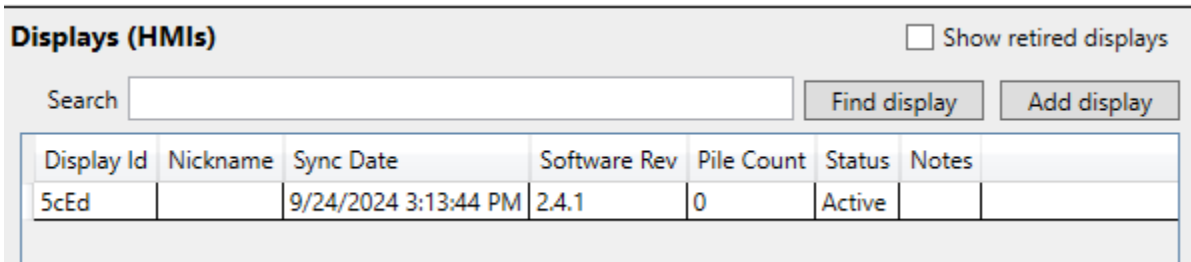 Displays (HMIs) Show retired displays
Search Find display Add display
Display Id Nickname Sync Date Software Rev Pile Count Status Notes
5cEd 9/24/2024 3:13:44 PM 2.4.1 0 Active